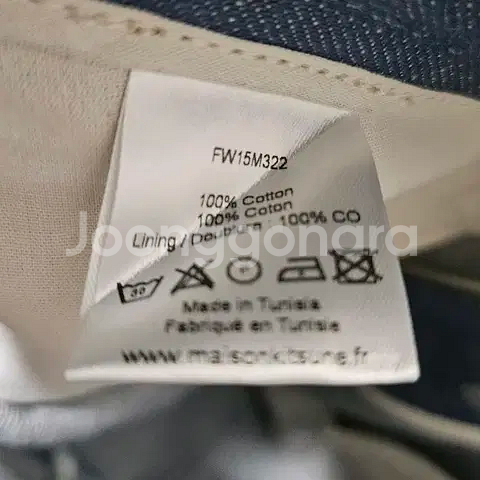 FW15M322
100% Cotton
100% Coton
Lining / Doublure : 100% CO
Joonggonara
30
Made in Tunisia
Fabriqué en Tunisie
www.maisonkitsune.fr